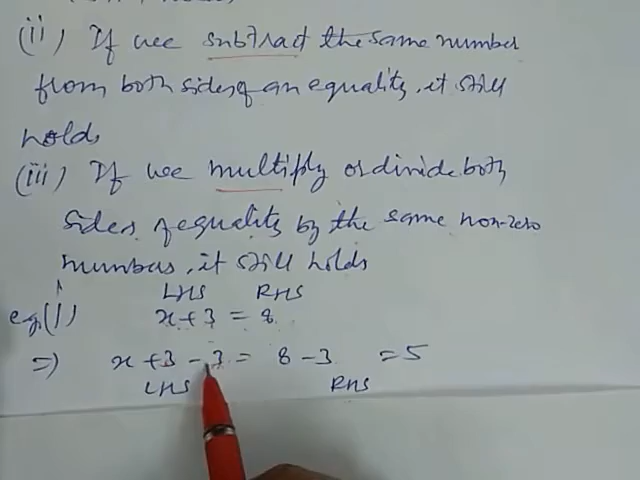 (ii) If we subtract the same number
from both sides of an equality, it still
holds
(iii) If we multiply or divide both
sides of equality by the same non-zero
number, it still holds
LHS RHS
eg.(1) x+3 = 8
=) x+3-3 = 8-3 =5
LHS RHS